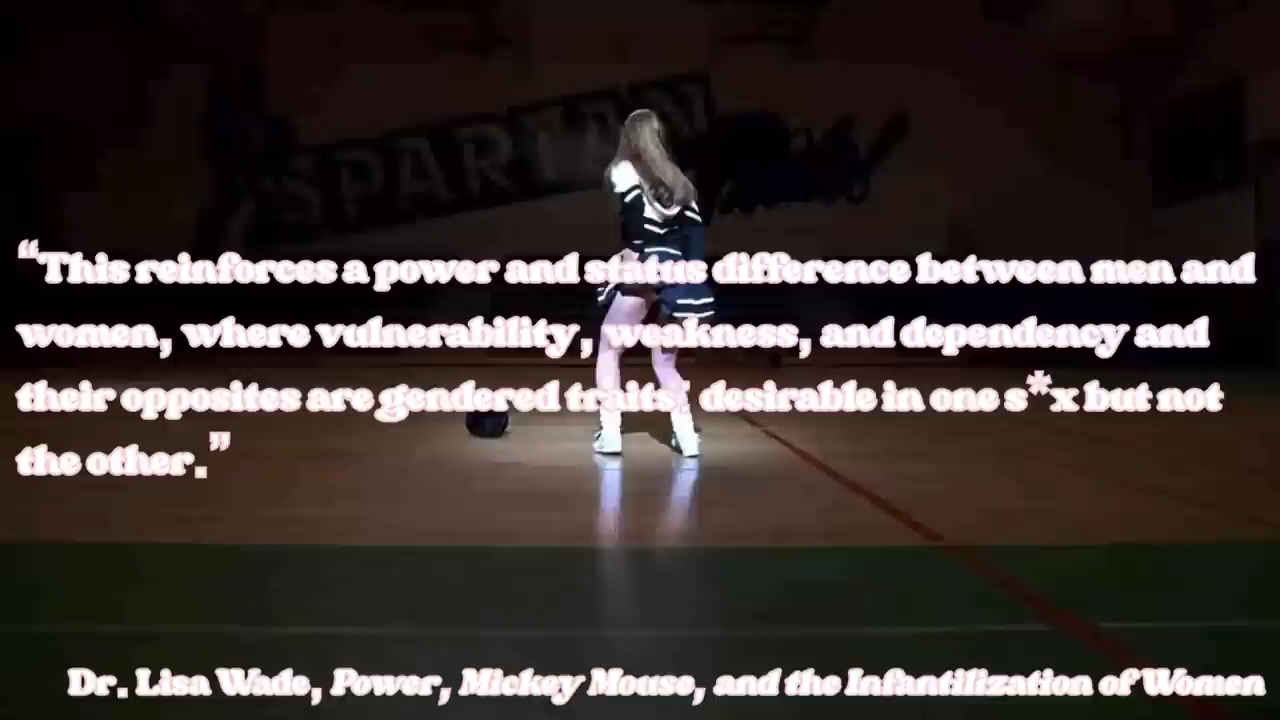 SPARTAN
“This reinforces a power and status difference between men and
women, where vulnerability, weakness, and dependency and
their opposites are gendered traits: desirable in one s*x but not
the other.”
Dr. Lisa Wade, Power, Mickey Mouse, and the Infantilization of Women